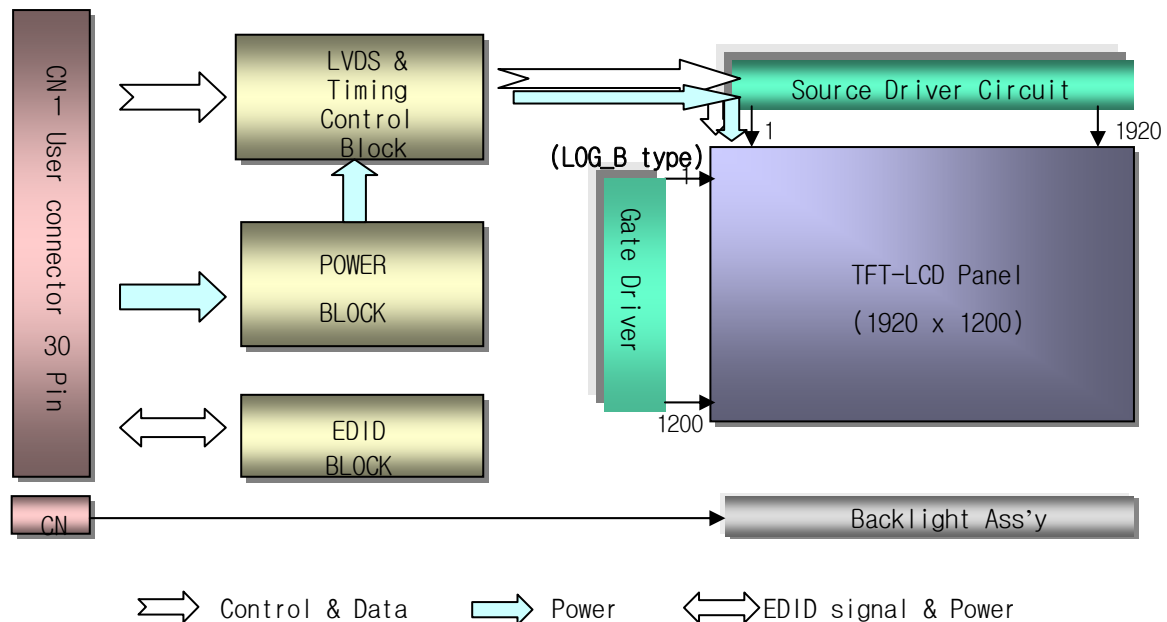 CN-1 User connector 30 Pin
LVDS &
Timing
Control
Block
Source Driver Circuit
1
1920
(LOG_B type)
1
Gate Driver
1200
POWER
BLOCK
TFT-LCD Panel
(1920 x 1200)
EDID
BLOCK
CN
Backlight Ass’y
Control & Data
Power
EDID signal & Power